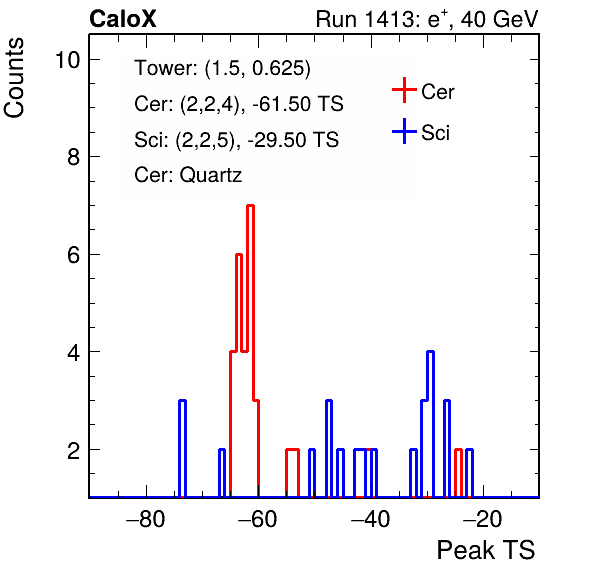 CaloX Run 1413: e⁺, 40 GeV
Counts
Tower: (1.5, 0.625)
Cer: (2,2,4), -61.50 TS
Sci: (2,2,5), -29.50 TS
Cer: Quartz
Cer
Sci
10
8
6
4
2
−80 −60 −40 −20
Peak TS